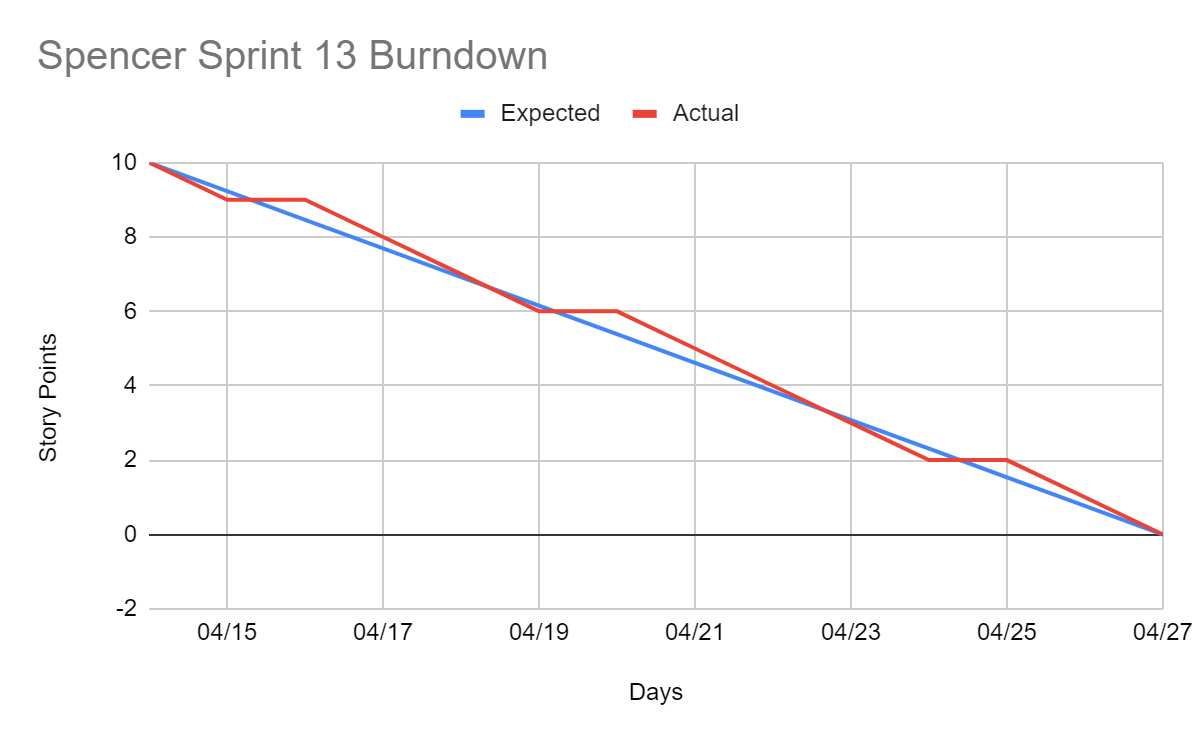 Spencer Sprint 13 Burndown
Expected Actual
10
8
6
4
2
0
-2
Story Points
04/15 04/17 04/19 04/21 04/23 04/25 04/27
Days